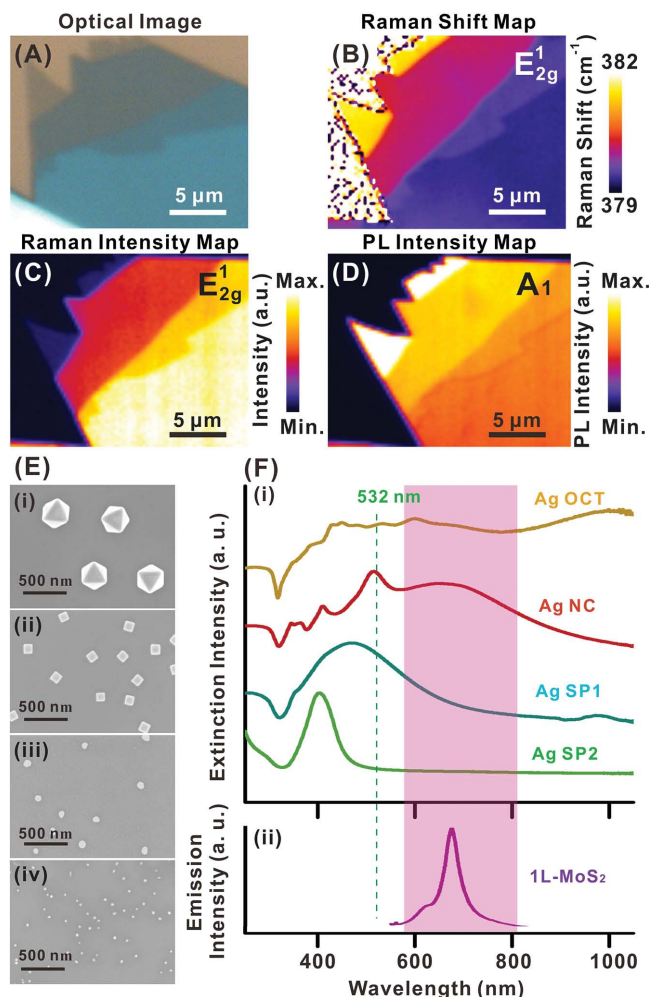 Optical Image
Raman Shift Map
(A)
5 μm
(B)
E¹₂g
5 μm
382
Raman Shift (cm⁻¹)
379
Raman Intensity Map
PL Intensity Map
(C)
E¹₂g
5 μm
Max.
Intensity (a.u.)
Min.
(D)
A₁
5 μm
Max.
PL Intensity (a.u.)
Min.
(E)
(i)
500 nm
(ii)
500 nm
(iii)
500 nm
(iv)
500 nm
(F)
(i)
532 nm
Ag OCT
Ag NC
Ag SP1
Ag SP2
Extinction Intensity (a. u.)
(ii)
1L-MoS₂
Emission
Intensity (a. u.)
400 600 800 1000
Wavelength (nm)